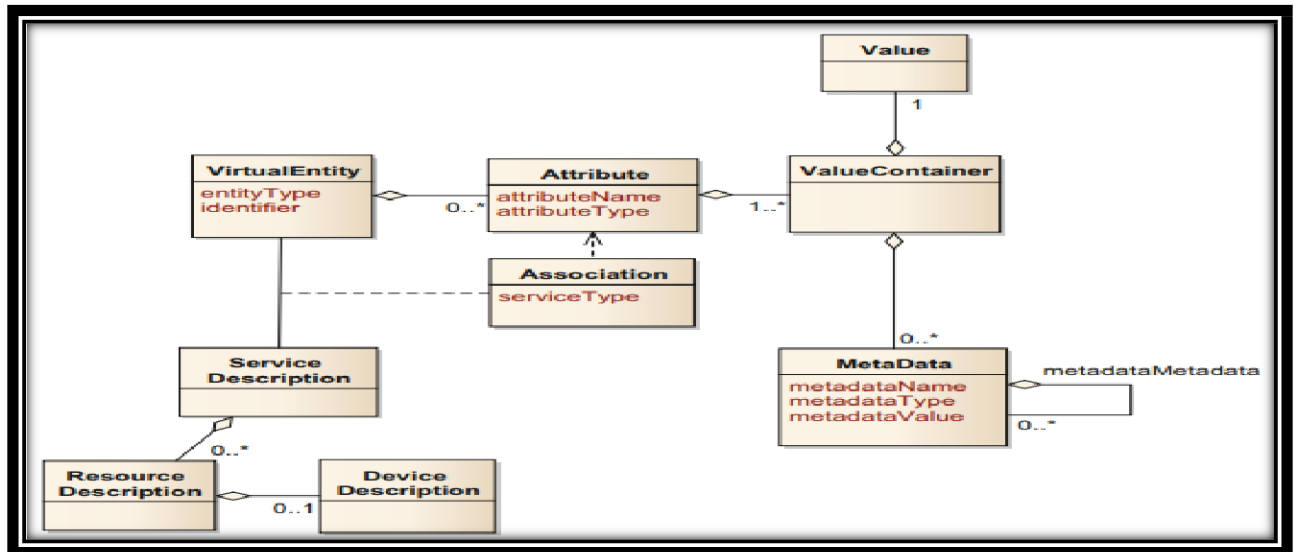 Value
1
VirtualEntity
entityType
identifier
0..*
Attribute
attributeName
attributeType
1..*
ValueContainer
Association
serviceType
0..*
Service
Description
MetaData
metadataName
metadataType
metadataValue
metadataMetadata
0..*
0..*
Resource
Description
0..1
Device
Description